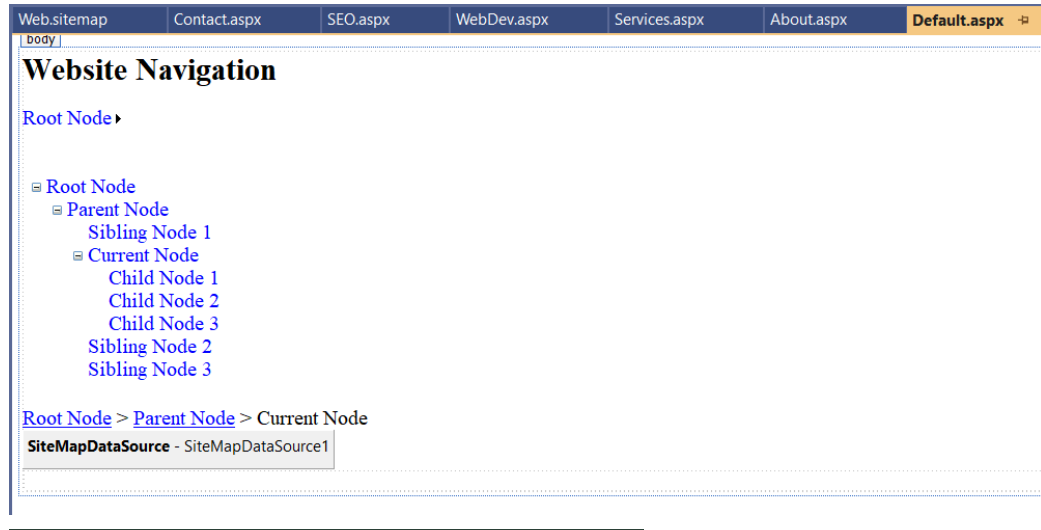 Web.sitemap Contact.aspx SEO.aspx WebDev.aspx Services.aspx About.aspx Default.aspx
body
Website Navigation
Root Node
Root Node
Parent Node
Sibling Node 1
Current Node
Child Node 1
Child Node 2
Child Node 3
Sibling Node 2
Sibling Node 3
Root Node > Parent Node > Current Node
SiteMapDataSource - SiteMapDataSource1